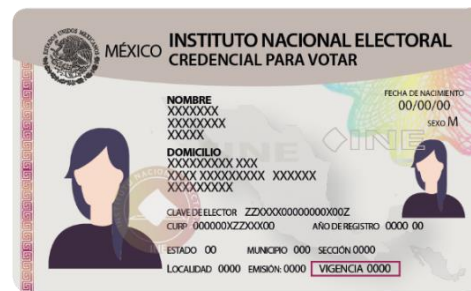 MÉXICO
INSTITUTO NACIONAL ELECTORAL
CREDENCIAL PARA VOTAR
NOMBRE
XXXXXXX
XXXXXXXX
XXXXX
FECHA DE NACIMIENTO
00/00/00
SEXO M
DOMICILIO
XXXXXXXXX XXX
XXXX XXXXXXXXX XXXXXX
XXXXXXXXX
INE
CLAVE DE ELECTOR ZZXXXX00000000X00Z
CURP 000000XZZXXX00 AÑO DE REGISTRO 0000 00
ESTADO 00 MUNICIPIO 000 SECCIÓN 0000
LOCALIDAD 0000 EMISIÓN: 0000 VIGENCIA 0000